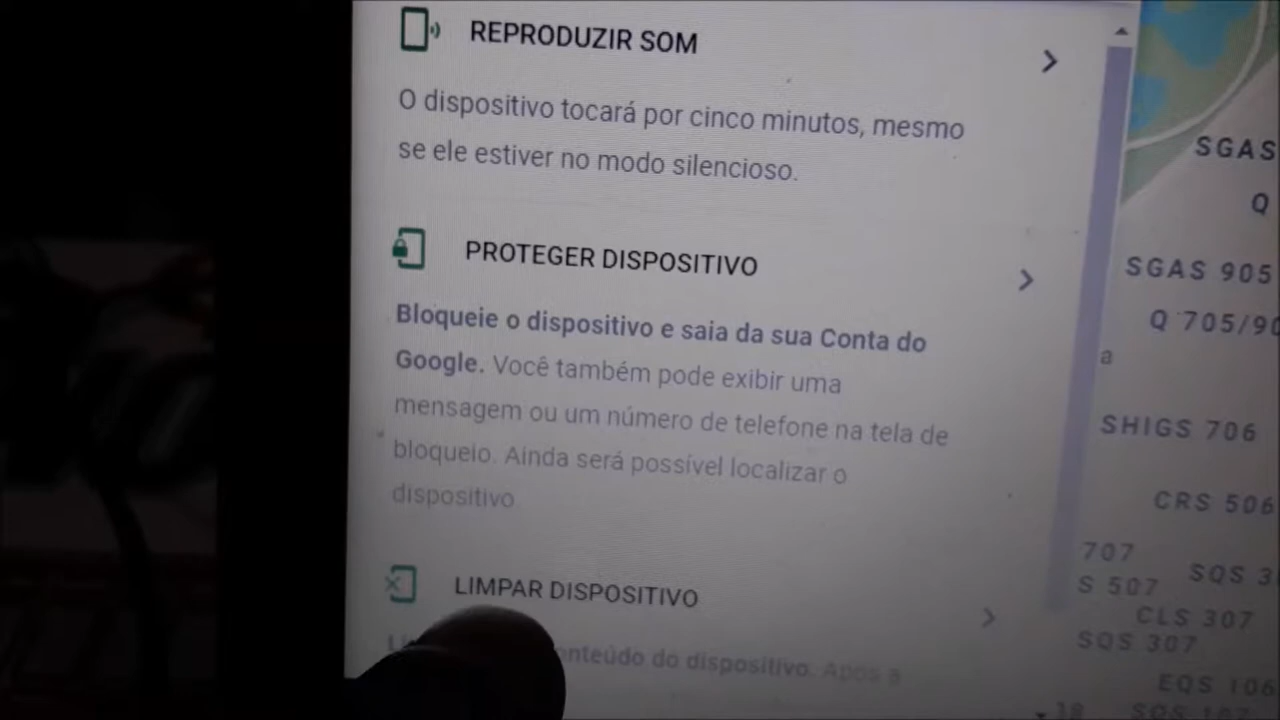 REPRODUZIR SOM
O dispositivo tocará por cinco minutos, mesmo
se ele estiver no modo silencioso.
PROTEGER DISPOSITIVO
Bloqueie o dispositivo e saia da sua Conta do
Google. Você também pode exibir uma
mensagem ou um número de telefone na tela de
bloqueio. Ainda será possível localizar o
dispositivo
LIMPAR DISPOSITIVO
do dispositivo. Após a
SGAS
Q
SGAS 905
Q 705/90
a
SHIGS 706
CRS 506
707
SQS 3
S 507
CLS 307
SQS 307
EQS 106